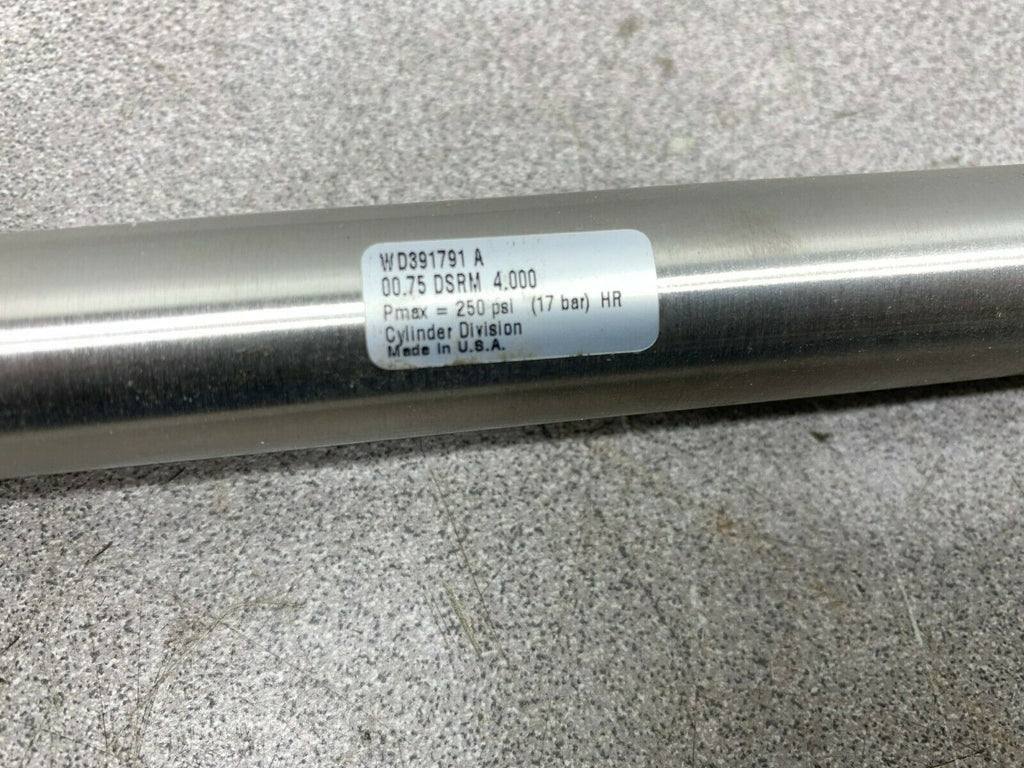 WD391791 A
00.75 DSRM 4.000
Pmax = 250 psi (17 bar) HR
Cylinder Division
Made In U.S.A.